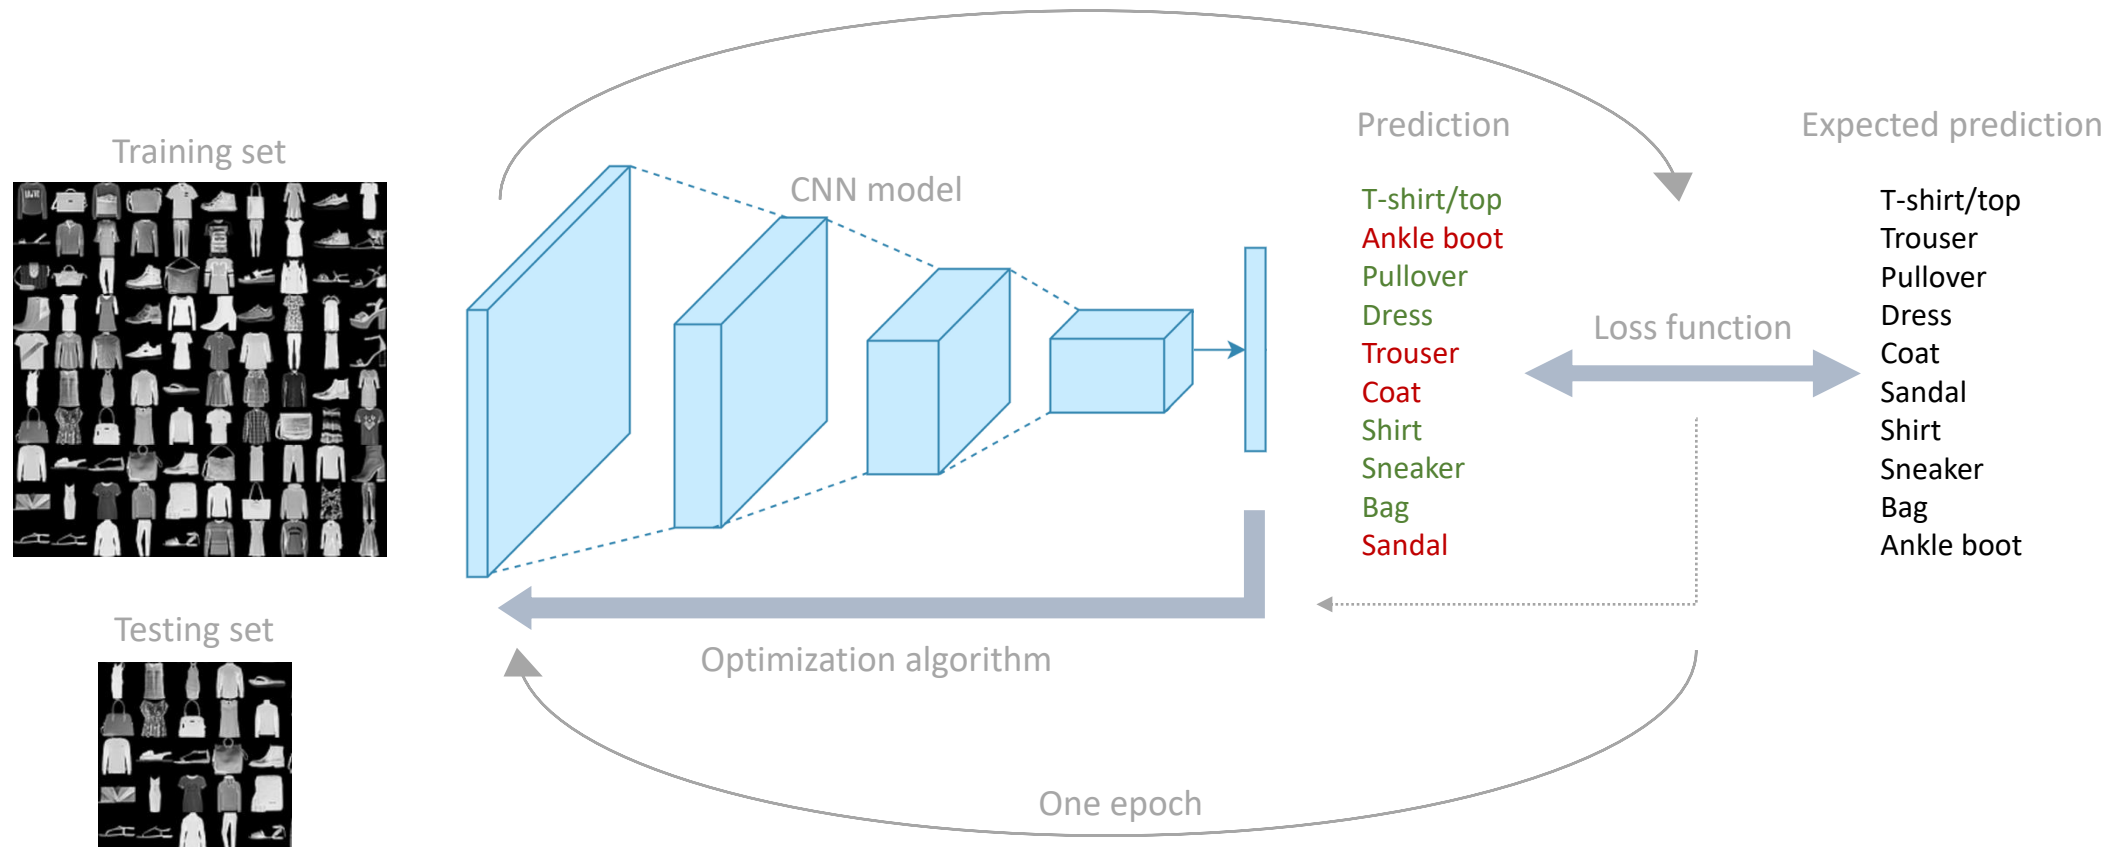 Training set
CNN model
Prediction
Expected prediction
T-shirt/top
Ankle boot
Pullover
Dress
Trouser
Coat
Shirt
Sneaker
Bag
Sandal
Loss function
T-shirt/top
Trouser
Pullover
Dress
Coat
Sandal
Shirt
Sneaker
Bag
Ankle boot
Testing set
Optimization algorithm
One epoch